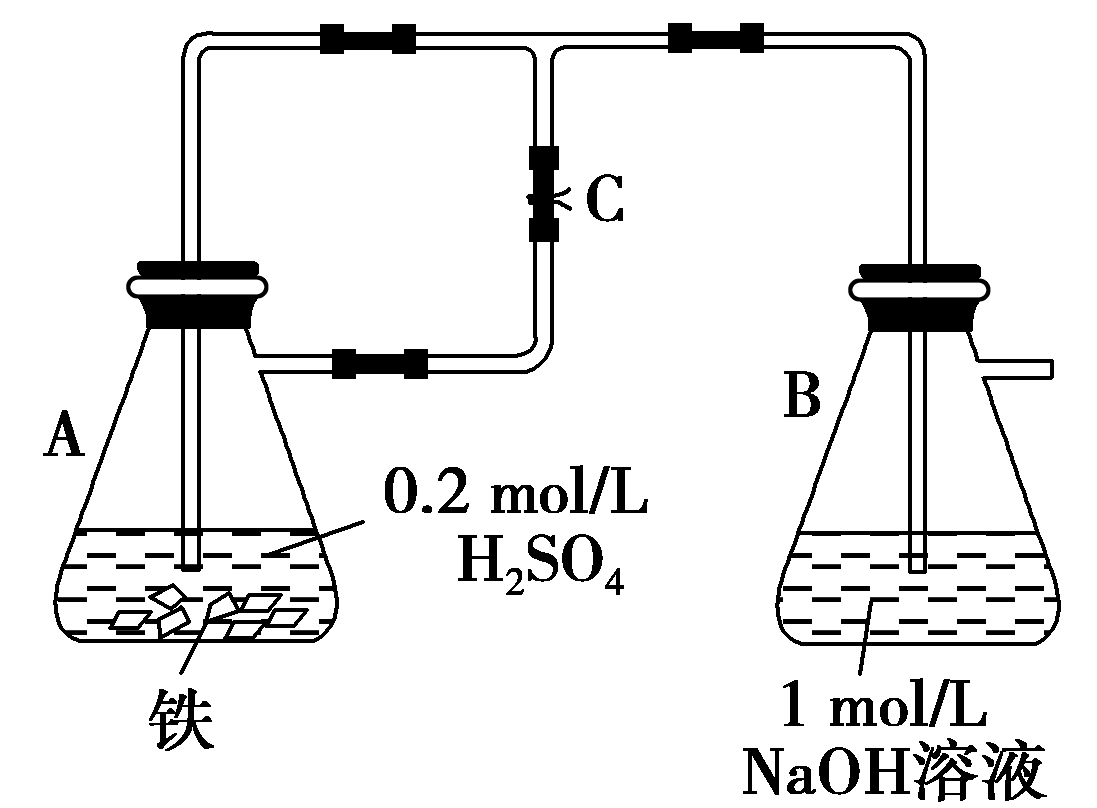 C
A
B
0.2 mol/L
H₂SO₄
铁
1 mol/L
NaOH溶液